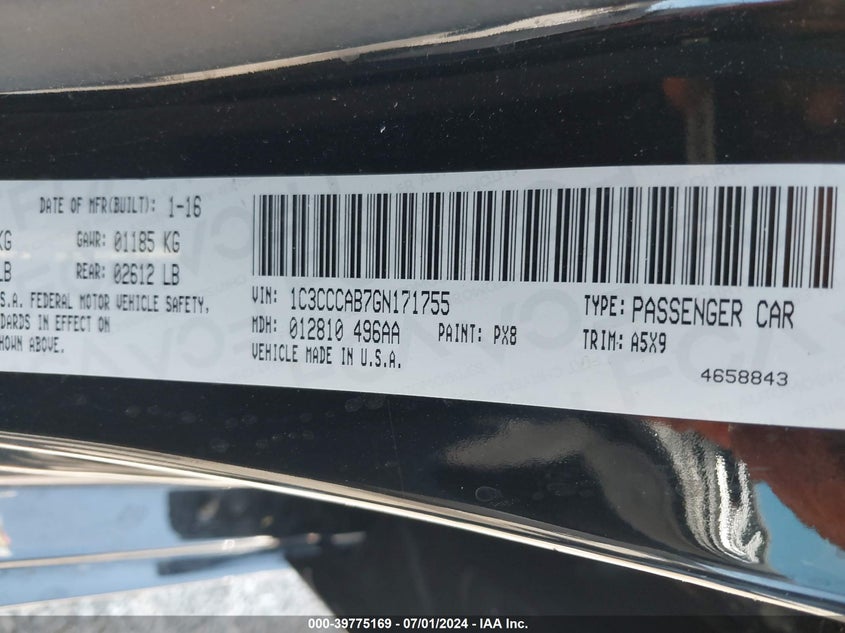 DATE OF MFR(BUILT): 1-16
KG GAWR: 01185 KG
LB REAR: 02612 LB
S.A. FEDERAL MOTOR VEHICLE SAFETY,
DARDS IN EFFECT ON
HOWN ABOVE.
VIN: 1C3CCCAB7GN171755 TYPE: PASSENGER CAR
MDH: 012810 496AA PAINT: PX8 TRIM: A5X9
VEHICLE MADE IN U.S.A.
4658843
000-39775169 - 07/01/2024 - IAA Inc.